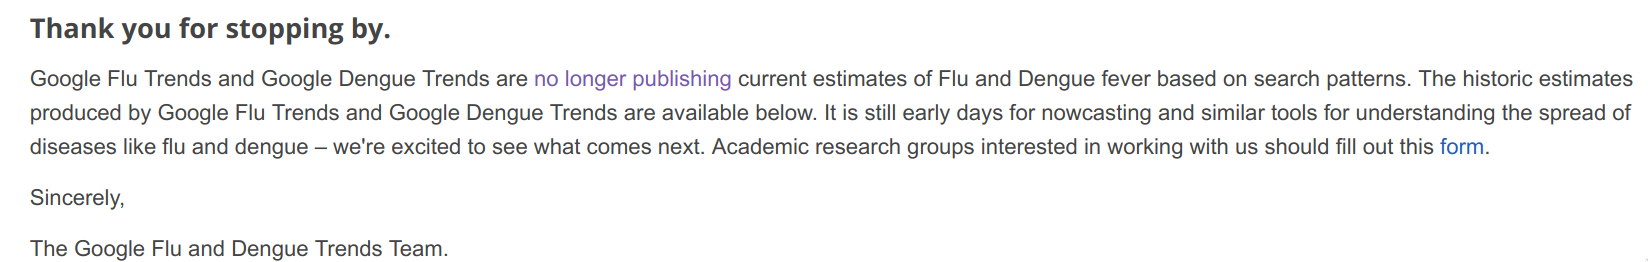 Thank you for stopping by.
Google Flu Trends and Google Dengue Trends are no longer publishing current estimates of Flu and Dengue fever based on search patterns. The historic estimates
produced by Google Flu Trends and Google Dengue Trends are available below. It is still early days for nowcasting and similar tools for understanding the spread of
diseases like flu and dengue – we're excited to see what comes next. Academic research groups interested in working with us should fill out this form.
Sincerely,
The Google Flu and Dengue Trends Team.